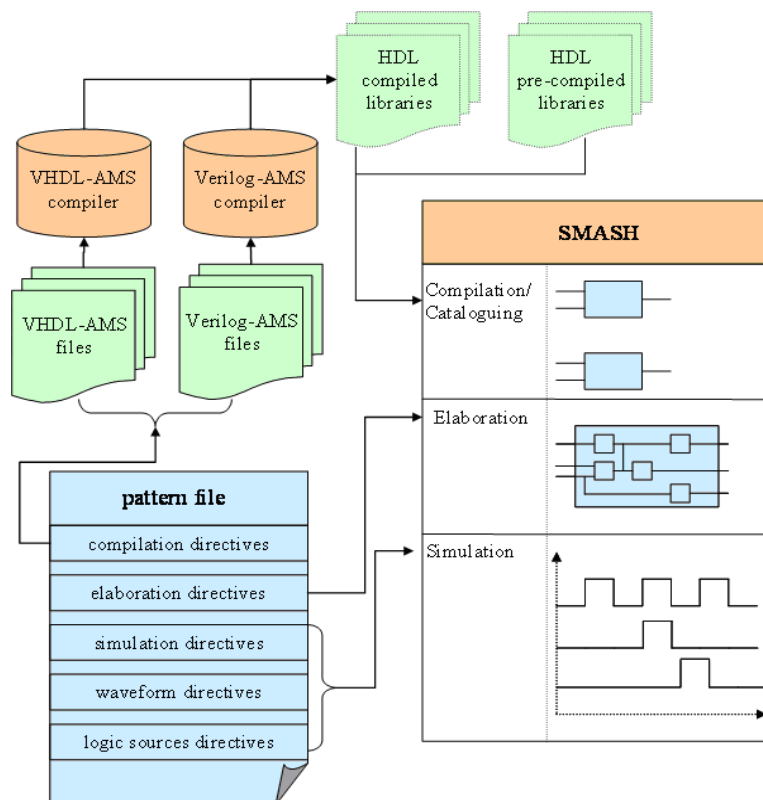 HDL
compiled
libraries
HDL
pre-compiled
libraries
VHDL-AMS
compiler
Verilog-AMS
compiler
VHDL-AMS
files
Verilog-AMS
files
SMASH
Compilation/
Cataloguing
Elaboration
Simulation
pattern file
compilation directives
elaboration directives
simulation directives
waveform directives
logic sources directives